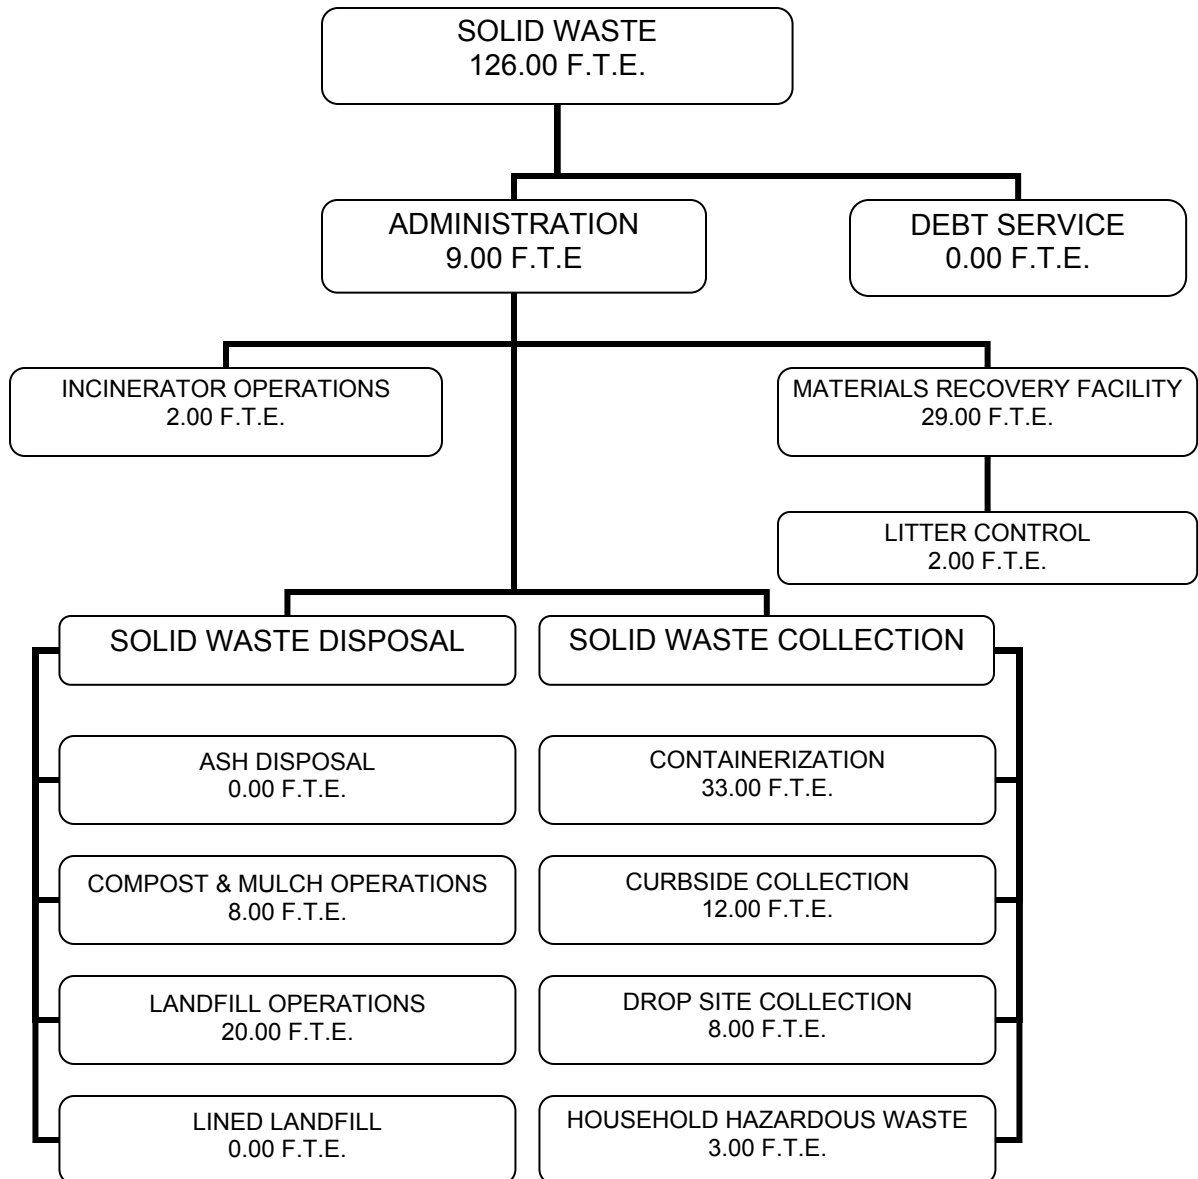 SOLID WASTE
126.00 F.T.E.
ADMINISTRATION
9.00 F.T.E
DEBT SERVICE
0.00 F.T.E.
INCINERATOR OPERATIONS
2.00 F.T.E.
MATERIALS RECOVERY FACILITY
29.00 F.T.E.
LITTER CONTROL
2.00 F.T.E.
SOLID WASTE DISPOSAL
SOLID WASTE COLLECTION
ASH DISPOSAL
0.00 F.T.E.
CONTAINERIZATION
33.00 F.T.E.
COMPOST & MULCH OPERATIONS
8.00 F.T.E.
CURBSIDE COLLECTION
12.00 F.T.E.
LANDFILL OPERATIONS
20.00 F.T.E.
DROP SITE COLLECTION
8.00 F.T.E.
LINED LANDFILL
0.00 F.T.E.
HOUSEHOLD HAZARDOUS WASTE
3.00 F.T.E.